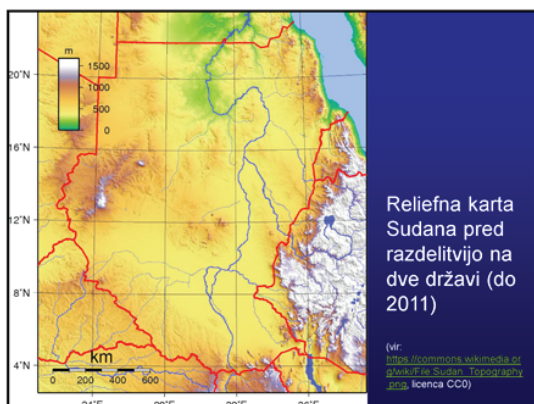 m
1500
1000
500
0
20˚N
16˚N
12˚N
8˚N
4˚N
km
0 200 400 600
Reliefna karta
Sudana pred
razdelitvijo na
dve državi (do
2011)
(vir:
https://commons.wikimedia.or
g/wiki/File:Sudan_Topography
.png, licenca CC0)